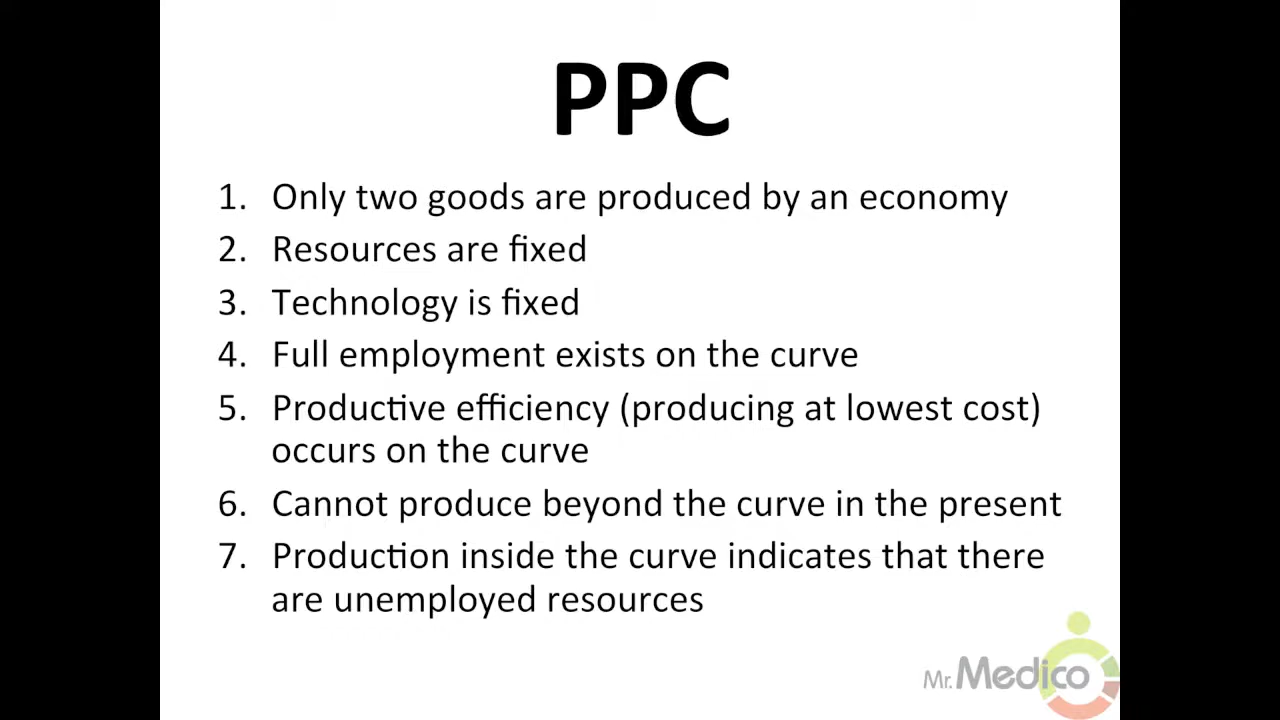 PPC
1. Only two goods are produced by an economy
2. Resources are fixed
3. Technology is fixed
4. Full employment exists on the curve
5. Productive efficiency (producing at lowest cost)
occurs on the curve
6. Cannot produce beyond the curve in the present
7. Production inside the curve indicates that there
are unemployed resources
Mr. Medico